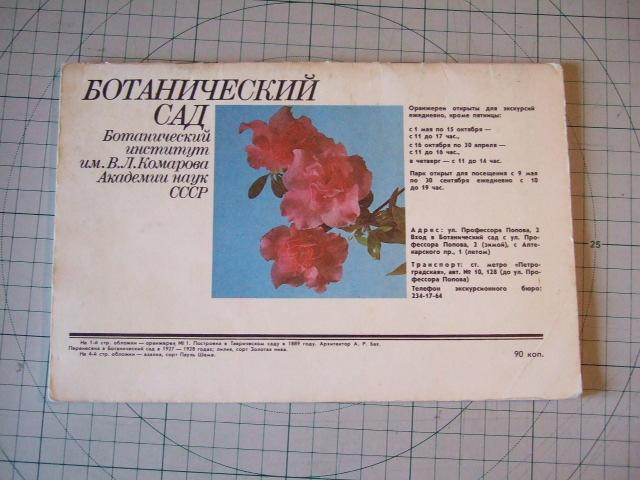 БОТАНИЧЕСКИЙ
САД
Ботанический
институт
им. В.Л.Комарова
Академии наук
СССР
Оранжереи открыты для экскурсий
ежедневно, кроме пятницы:
с 1 мая по 15 октября —
с 11 до 17 час.,
с 16 октября по 30 апреля —
с 11 до 16 час.,
в четверг — с 11 до 14 час.
Парк открыт для посещения с 9 мая
по 30 сентября ежедневно с 10
до 19 час.
Адрес: ул. Профессора Попова, 2
Вход в Ботанический сад с ул. Про-
фессора Попова, 2 (зимой), с Апте-
карского пр., 1 (летом)
Транспорт: ст. метро «Петро-
градская», авт. № 10, 128 (до ул. Про-
фессора Попова)
Телефон экскурсионного бюро:
234-17-64
На 1-й стр. обложки — оранжерея № 1. Построена в Таврическом саду в 1889 году. Архитектор А. Р. Бах.
Перенесена в Ботанический сад в 1927 — 1928 годах; лилия, сорт Золотая нива.
На 4-й стр. обложки — азалия, сорт Пауль Шеме.
90 коп.
25